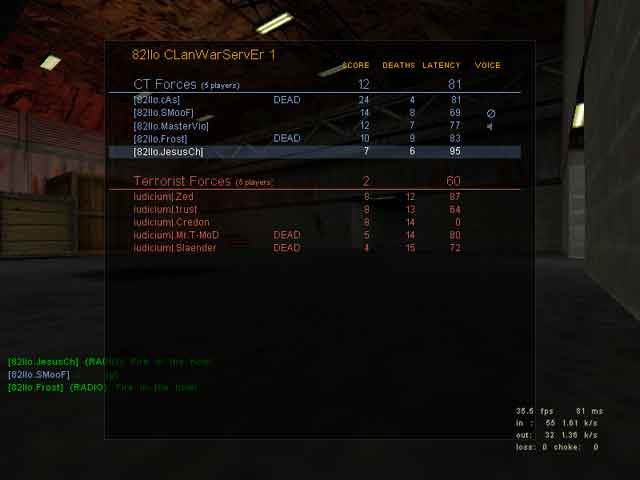 82llo CLanWarServEr 1
SCORE DEATHS LATENCY VOICE
CT Forces (5 players) 12 81
[82llo.cAs] DEAD 24 4 81
[82llo.SMooF] 14 8 69
[82llo.MasterVlo] 12 7 77
[82llo.Frost] DEAD 10 9 83
[82llo.JesusCh] 7 6 95
Terrorist Forces (5 players) 2 60
iudicium|.Zed 8 12 87
iudicium|.trust 8 13 64
iudicium|.Credon 8 14 0
iudicium|.Mr.T-MoD DEAD 5 14 80
iudicium|.Slaender DEAD 4 15 72
[82llo.JesusCh] (RADIO): Fire in the hole!
[82llo.SMooF]
[82llo.Frost] (RADIO): Fire in the hole!
35.5 fps 81 ms
in : 55 1.81 k/s
out: 32 1.36 k/s
loss: 0 choke: 0